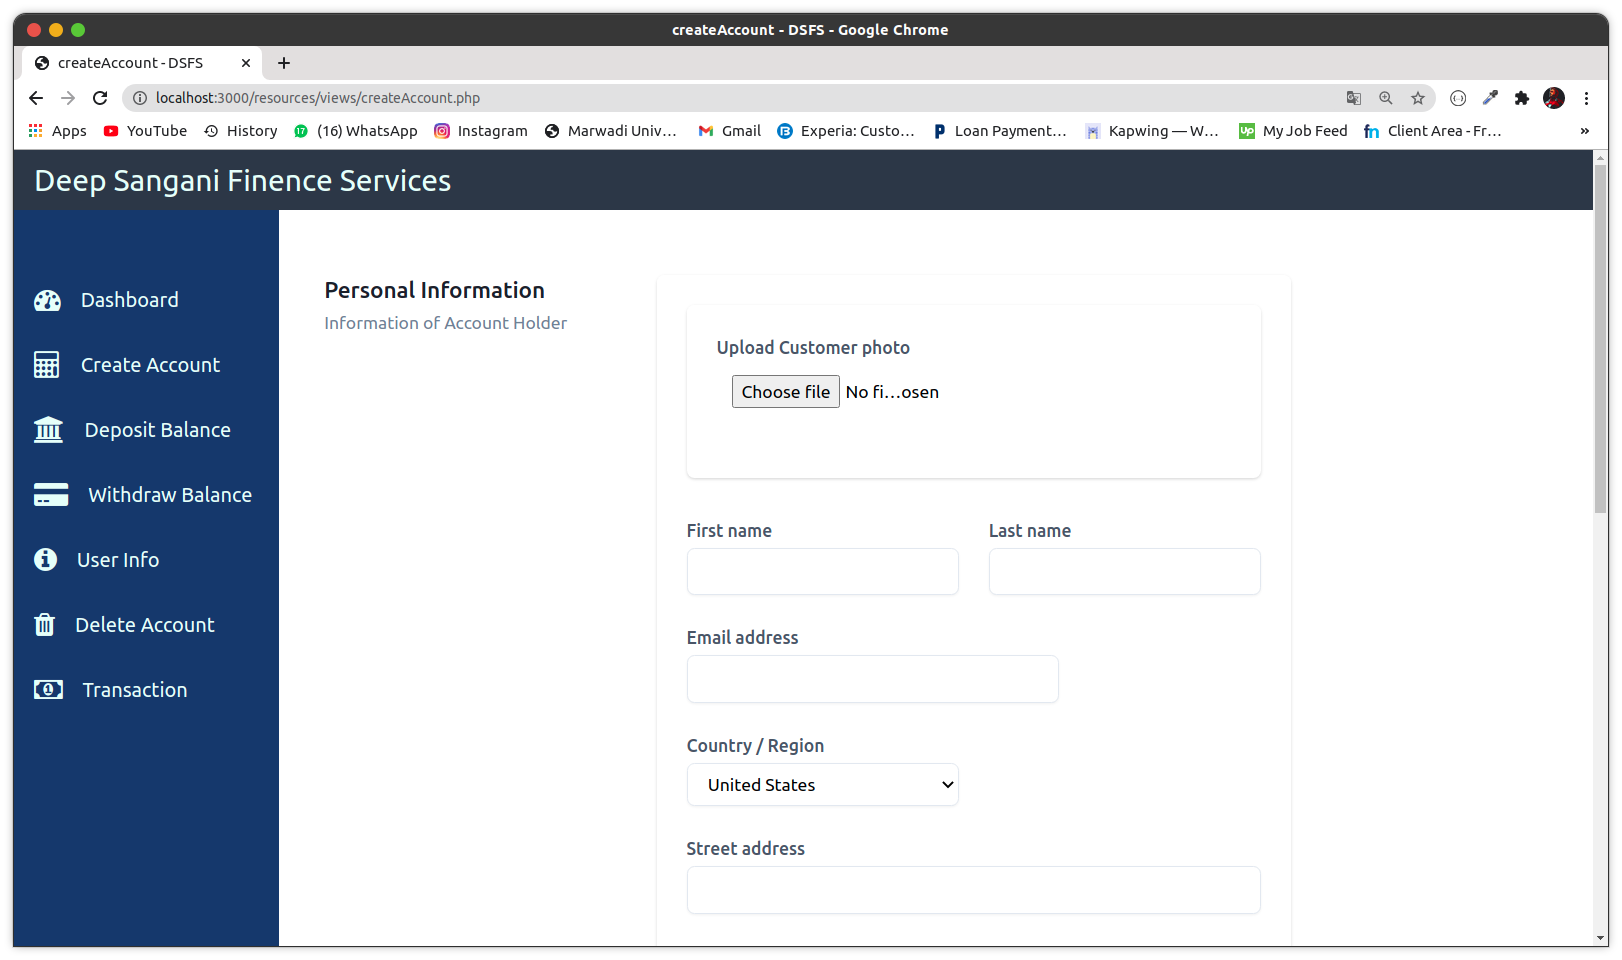 createAccount - DSFS - Google Chrome
createAccount - DSFS
localhost:3000/resources/views/createAccount.php
Apps YouTube History (16) WhatsApp Instagram Marwadi Univ... Gmail Experia: Custo... Loan Payment... Kapwing — W... My Job Feed Client Area - Fr... »
Deep Sangani Finence Services
Dashboard
Create Account
Deposit Balance
Withdraw Balance
User Info
Delete Account
Transaction
Personal Information
Information of Account Holder
Upload Customer photo
Choose file No fi...osen
First name Last name
Email address
Country / Region
United States
Street address